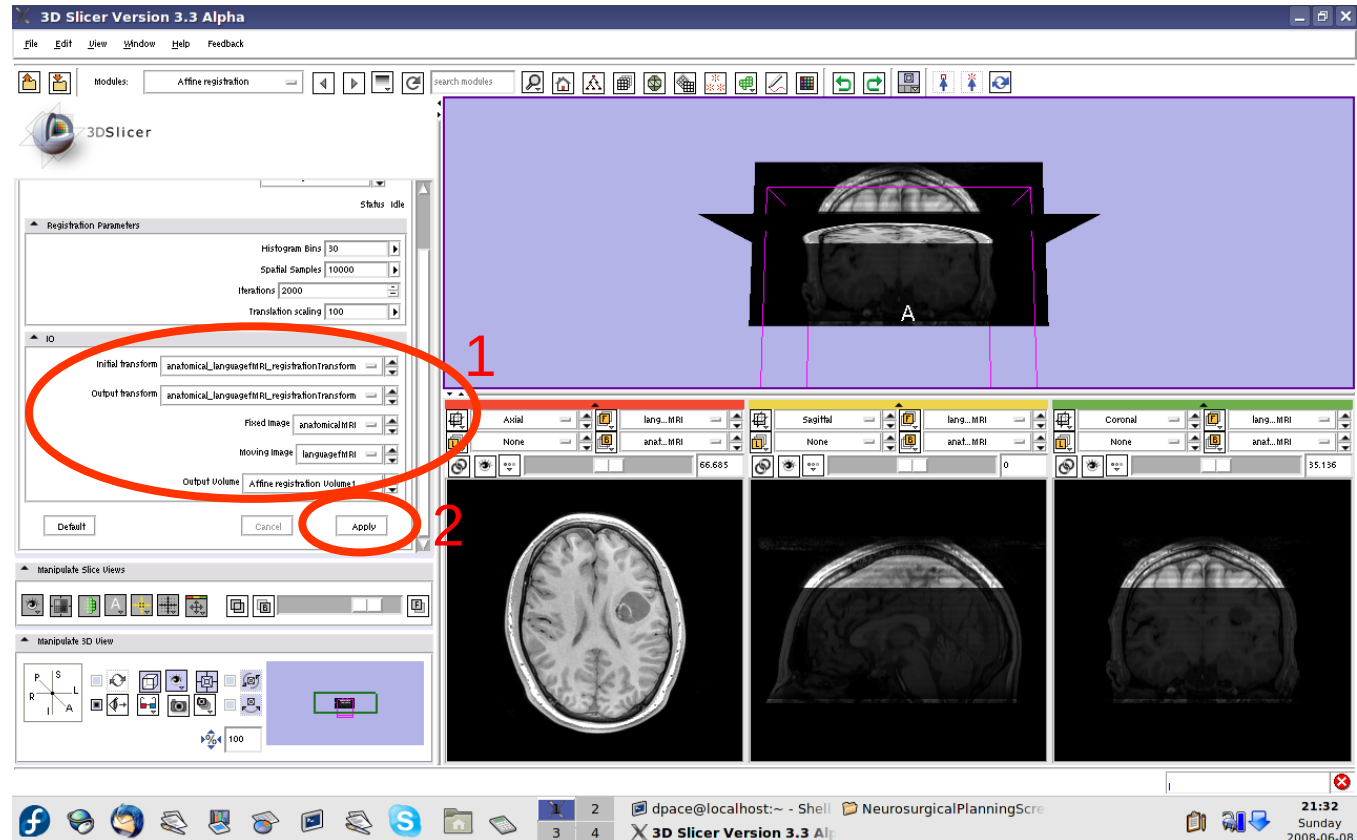 3D Slicer Version 3.3 Alpha
File Edit View Window Help Feedback
Modules: Affine registration search modules
3DSlicer
Status Idle
Registration Parameters
Histogram Bins 30
Spatial Samples 10000
Iterations 2000
Translation scaling 100
IO
Initial transform anatomical_languagefMRI_registrationTransform
Output transform anatomical_languagefMRI_registrationTransform
Fixed Image anatomicalMRI
Moving Image languagefMRI
Output Volume Affine registration Volume1
1
Default Cancel Apply
2
Manipulate Slice Views
A
B F
Manipulate 3D View
P S
R L
I A
100
A
Axial F lang...MRI
L None B anat...MRI
66.685
Sagittal F lang...MRI
L None B anat...MRI
0
Coronal F lang...MRI
L None B anat...MRI
35.136
1 2
3 4
dpace@localhost:~ - Shell
NeurosurgicalPlanningScre
3D Slicer Version 3.3 Alp
21:32
Sunday
2008-06-08